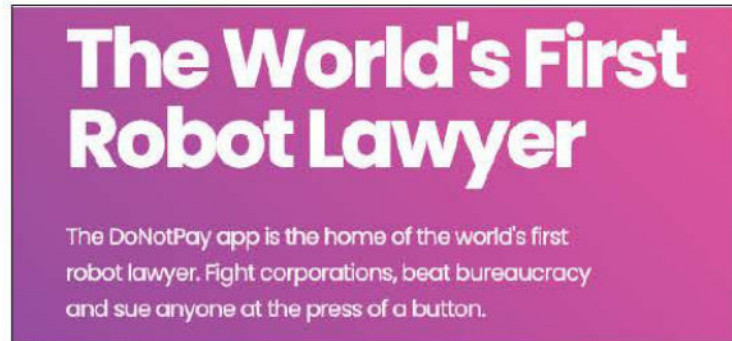 The World's First
Robot Lawyer
The DoNotPay app is the home of the world's first
robot lawyer. Fight corporations, beat bureaucracy
and sue anyone at the press of a button.